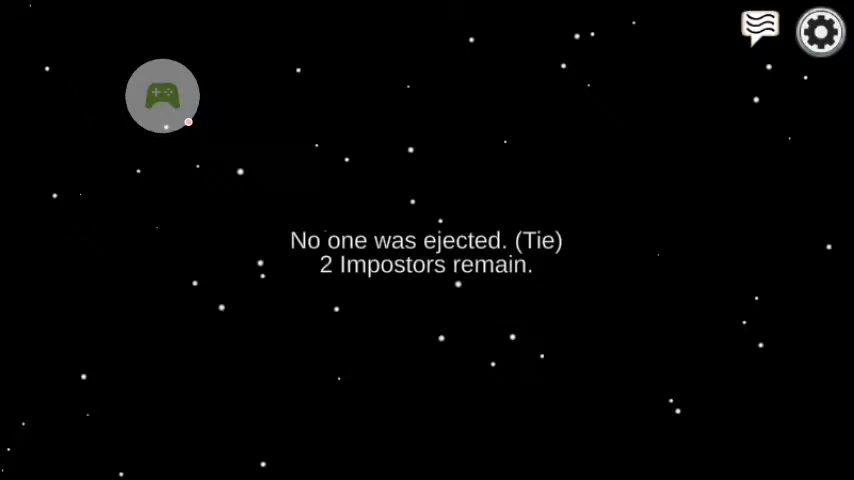 No one was ejected. (Tie)
2 Impostors remain.